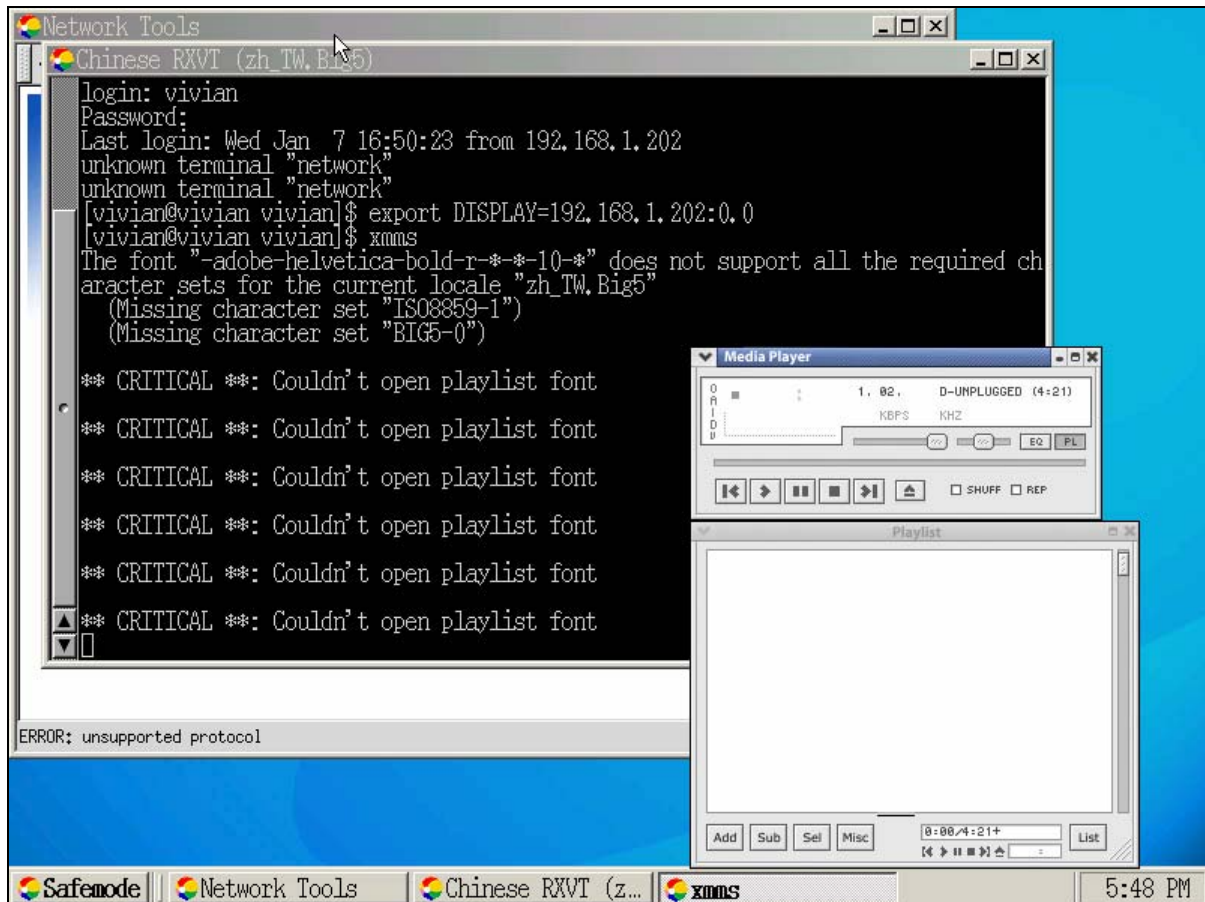 Network Tools
Chinese RXVT (zh_TW.Big5)
login: vivian
Password:
Last login: Wed Jan  7 16:50:23 from 192.168.1.202
unknown terminal "network"
unknown terminal "network"
[vivian@vivian vivian]$ export DISPLAY=192.168.1.202:0.0
[vivian@vivian vivian]$ xmms
The font "-adobe-helvetica-bold-r-*-*-10-*" does not support all the required ch
aracter sets for the current locale "zh_TW.Big5"
  (Missing character set "ISO8859-1")
  (Missing character set "BIG5-0")
** CRITICAL **: Couldn't open playlist font
** CRITICAL **: Couldn't open playlist font
** CRITICAL **: Couldn't open playlist font
** CRITICAL **: Couldn't open playlist font
** CRITICAL **: Couldn't open playlist font
** CRITICAL **: Couldn't open playlist font
Media Player
O
A
I
D
V
1. 02. D-UNPLUGGED (4:21)
KBPS KHZ
EQ PL
SHUFF REP
Playlist
Add Sub Sel Misc
0:00/4:21+
List
ERROR: unsupported protocol
Safemode Network Tools Chinese RXVT (z... xmms 5:48 PM